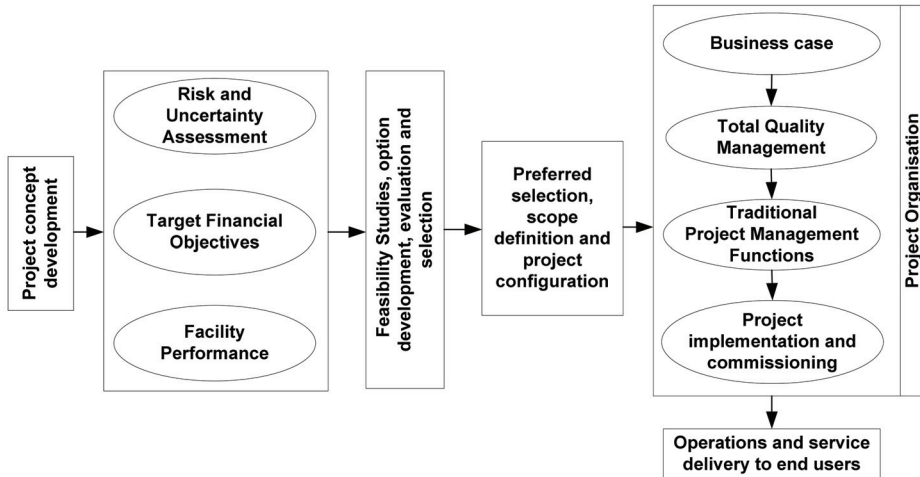 Project concept
development
Risk and
Uncertainty
Assessment
Target Financial
Objectives
Facility
Performance
Feasibility Studies, option
development, evaluation and
selection
Preferred
selection,
scope
definition and
project
configuration
Business case
Total Quality
Management
Traditional
Project Management
Functions
Project
implementation and
commissioning
Project Organisation
Operations and service
delivery to end users